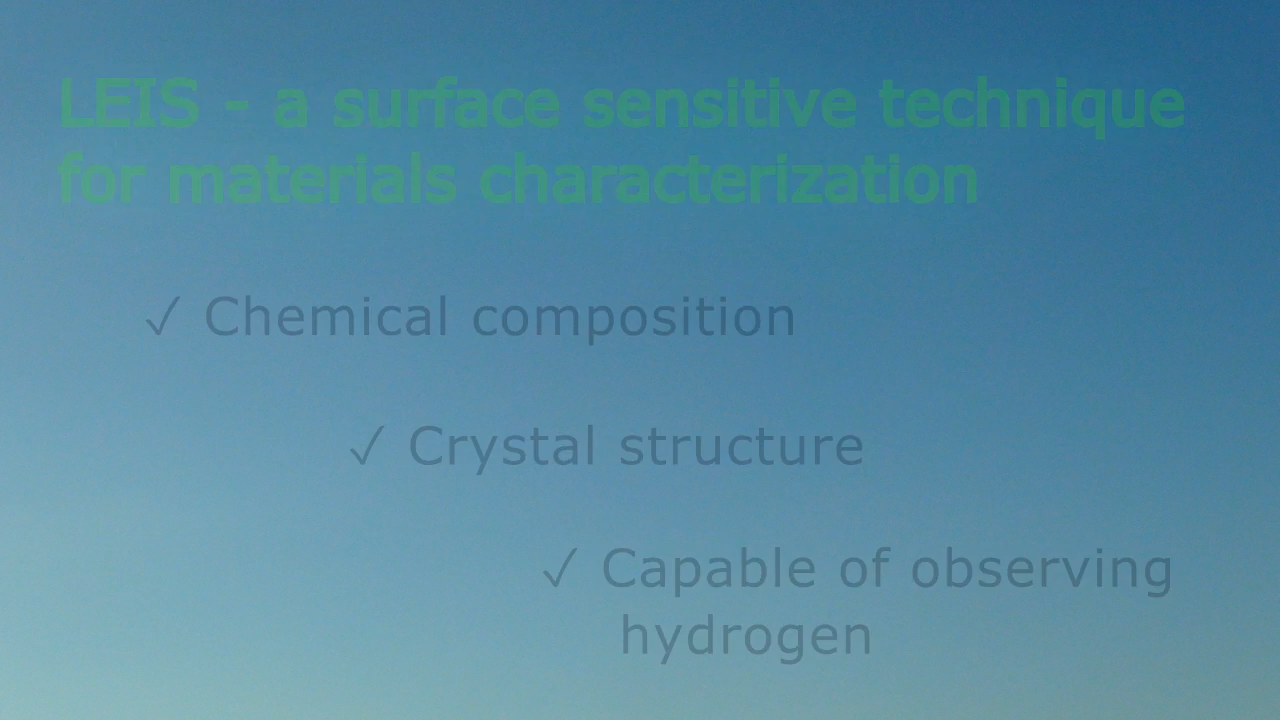 LEIS - a surface sensitive technique
for materials characterization
✓ Chemical composition
✓ Crystal structure
✓ Capable of observing
hydrogen